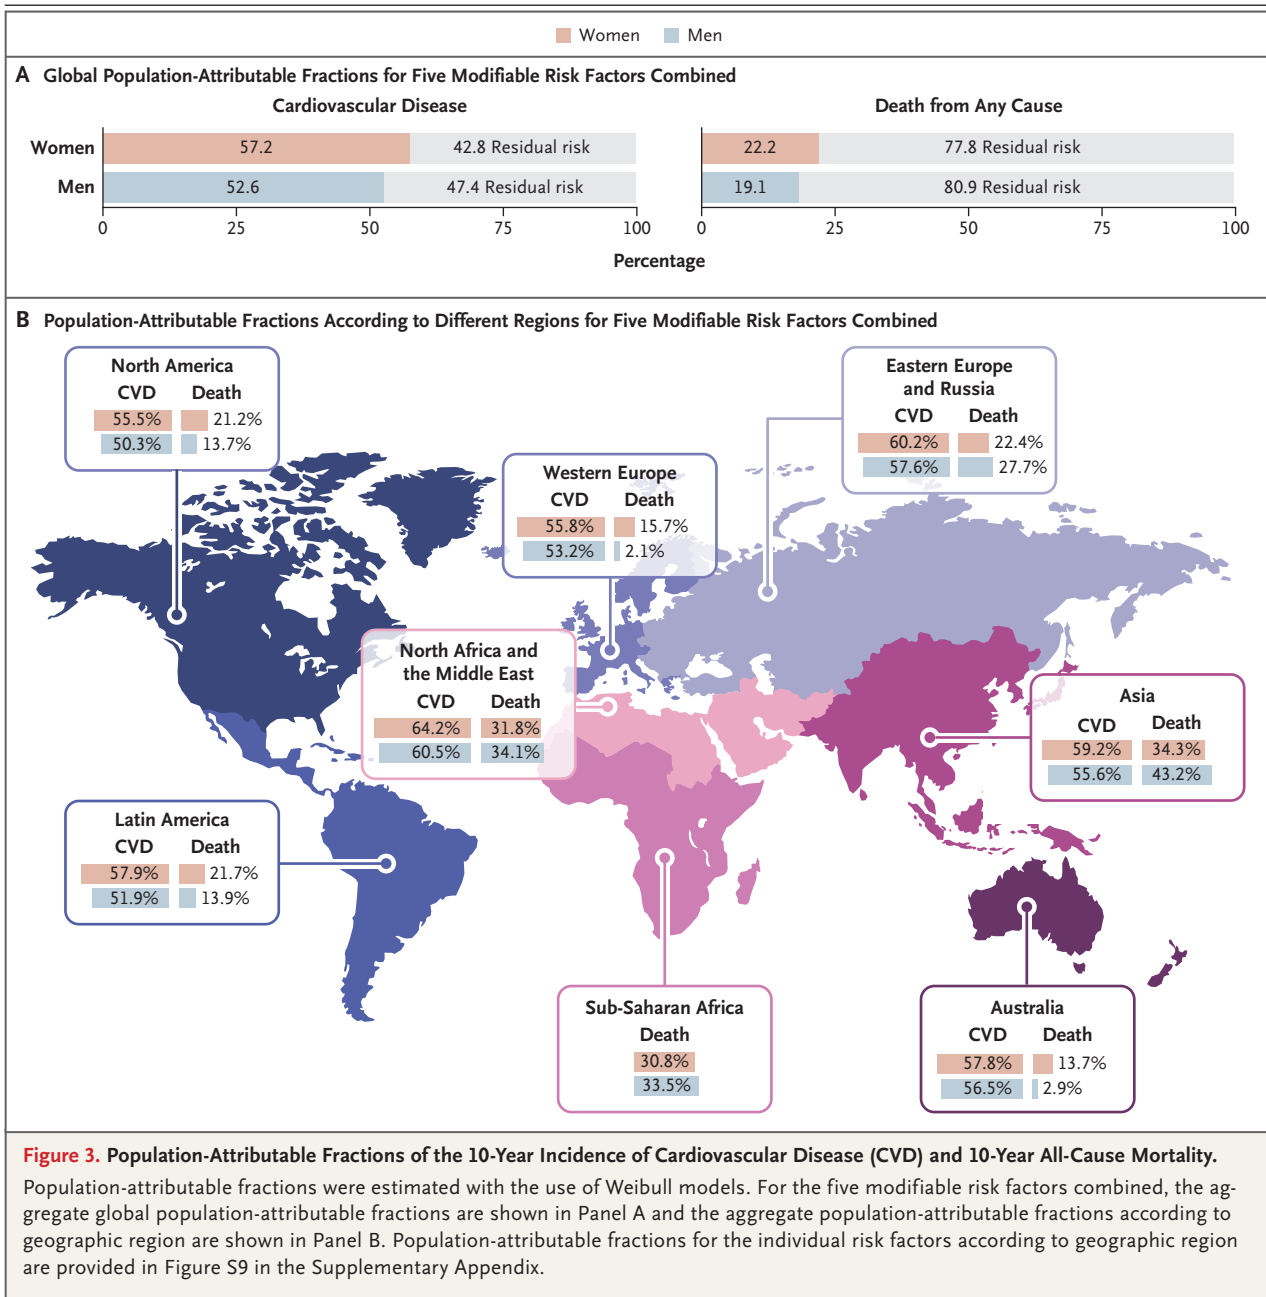 Women Men
A Global Population-Attributable Fractions for Five Modifiable Risk Factors Combined
Cardiovascular Disease
Women 57.2 42.8 Residual risk
Men 52.6 47.4 Residual risk
0 25 50 75 100
Death from Any Cause
22.2 77.8 Residual risk
19.1 80.9 Residual risk
0 25 50 75 100
Percentage
B Population-Attributable Fractions According to Different Regions for Five Modifiable Risk Factors Combined
North America
CVD Death
55.5% 21.2%
50.3% 13.7%
Eastern Europe
and Russia
CVD Death
60.2% 22.4%
57.6% 27.7%
Western Europe
CVD Death
55.8% 15.7%
53.2% 2.1%
North Africa and
the Middle East
CVD Death
64.2% 31.8%
60.5% 34.1%
Asia
CVD Death
59.2% 34.3%
55.6% 43.2%
Latin America
CVD Death
57.9% 21.7%
51.9% 13.9%
Sub-Saharan Africa
Death
30.8%
33.5%
Australia
CVD Death
57.8% 13.7%
56.5% 2.9%
Figure 3. Population-Attributable Fractions of the 10-Year Incidence of Cardiovascular Disease (CVD) and 10-Year All-Cause Mortality.
Population-attributable fractions were estimated with the use of Weibull models. For the five modifiable risk factors combined, the ag-
gregate global population-attributable fractions are shown in Panel A and the aggregate population-attributable fractions according to
geographic region are shown in Panel B. Population-attributable fractions for the individual risk factors according to geographic region
are provided in Figure S9 in the Supplementary Appendix.